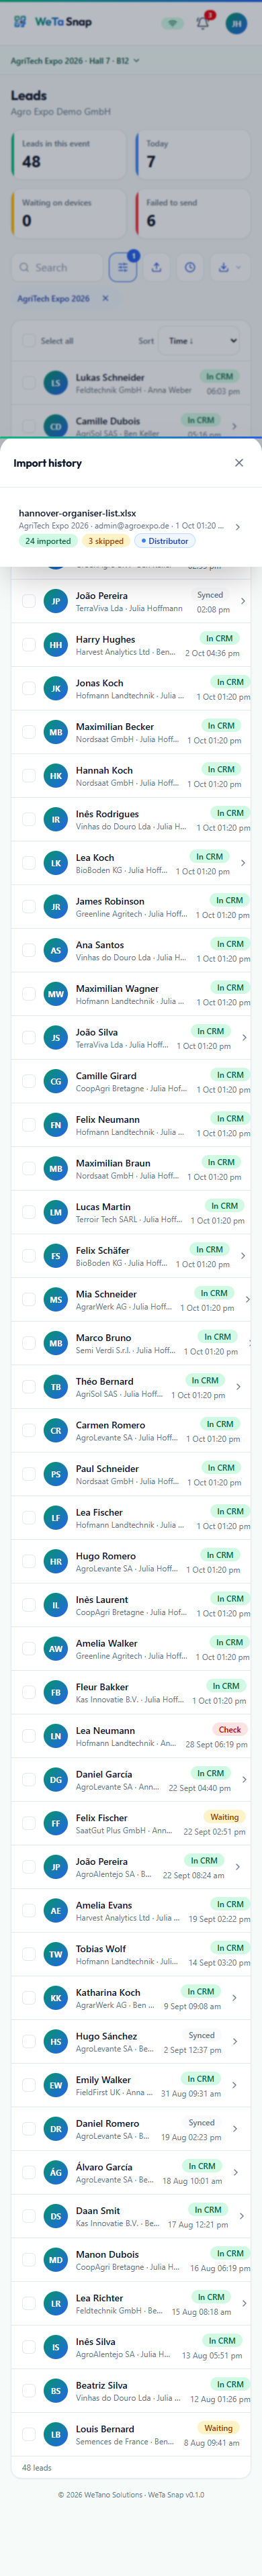 WeTa Snap
3
JH
AgriTech Expo 2026 · Hall 7 · B12
Leads
Agro Expo Demo GmbH
Leads in this event
48
Today
7
Waiting on devices
0
Failed to send
6
Search
1
AgriTech Expo 2026 ×
Select all
Sort
Time ↓
LS
Lukas Schneider
In CRM
Feldtechnik GmbH · Anna Weber
06:03 pm
CD
Camille Dubois
In CRM
AgriSol SAS · Ben Keller
05:16 pm
Import history
hannover-organiser-list.xlsx
AgriTech Expo 2026 · admin@agroexpo.de · 1 Oct 01:20 ...
24 imported
3 skipped
Distributor
JP
João Pereira
Synced
TerraViva Lda · Julia Hoffmann
02:08 pm
HH
Harry Hughes
In CRM
Harvest Analytics Ltd · Ben...
2 Oct 04:36 pm
JK
Jonas Koch
In CRM
Hofmann Landtechnik · Julia ...
1 Oct 01:20 pm
MB
Maximilian Becker
In CRM
Nordsaat GmbH · Julia Hoff...
1 Oct 01:20 pm
HK
Hannah Koch
In CRM
Nordsaat GmbH · Julia Hoff...
1 Oct 01:20 pm
IR
Inês Rodrigues
In CRM
Vinhas do Douro Lda · Julia H...
1 Oct 01:20 pm
LK
Lea Koch
In CRM
BioBoden KG · Julia Hoff...
1 Oct 01:20 pm
JR
James Robinson
In CRM
Greenline Agritech · Julia Hoff...
1 Oct 01:20 pm
AS
Ana Santos
In CRM
Vinhas do Douro Lda · Julia H...
1 Oct 01:20 pm
MW
Maximilian Wagner
In CRM
Hofmann Landtechnik · Julia ...
1 Oct 01:20 pm
JS
João Silva
In CRM
TerraViva Lda · Julia Hoff...
1 Oct 01:20 pm
CG
Camille Girard
In CRM
CoopAgri Bretagne · Julia Hof...
1 Oct 01:20 pm
FN
Felix Neumann
In CRM
Hofmann Landtechnik · Julia ...
1 Oct 01:20 pm
MB
Maximilian Braun
In CRM
Nordsaat GmbH · Julia Hoff...
1 Oct 01:20 pm
LM
Lucas Martin
In CRM
Terroir Tech SARL · Julia Hoff...
1 Oct 01:20 pm
FS
Felix Schäfer
In CRM
BioBoden KG · Julia Hoff...
1 Oct 01:20 pm
MS
Mia Schneider
In CRM
AgrarWerk AG · Julia Hoff...
1 Oct 01:20 pm
MB
Marco Bruno
In CRM
Semi Verdi S.r.l. · Julia Hoff...
1 Oct 01:20 pm
TB
Théo Bernard
In CRM
AgriSol SAS · Julia Hoff...
1 Oct 01:20 pm
CR
Carmen Romero
In CRM
AgroLevante SA · Julia Hoff...
1 Oct 01:20 pm
PS
Paul Schneider
In CRM
Nordsaat GmbH · Julia Hoff...
1 Oct 01:20 pm
LF
Lea Fischer
In CRM
Hofmann Landtechnik · Julia ...
1 Oct 01:20 pm
HR
Hugo Romero
In CRM
AgroLevante SA · Julia Hoff...
1 Oct 01:20 pm
IL
Inès Laurent
In CRM
CoopAgri Bretagne · Julia Hof...
1 Oct 01:20 pm
AW
Amelia Walker
In CRM
Greenline Agritech · Julia Hoff...
1 Oct 01:20 pm
FB
Fleur Bakker
In CRM
Kas Innovatie B.V. · Julia Hoff...
1 Oct 01:20 pm
LN
Lea Neumann
Check
Hofmann Landtechnik · An...
28 Sept 06:19 pm
DG
Daniel García
In CRM
AgroLevante SA · Ann...
22 Sept 04:40 pm
FF
Felix Fischer
Waiting
SaatGut Plus GmbH · Ann...
22 Sept 02:51 pm
JP
João Pereira
In CRM
AgroAlentejo SA · B...
22 Sept 08:24 am
AE
Amelia Evans
In CRM
Harvest Analytics Ltd · Julia ...
19 Sept 02:22 pm
TW
Tobias Wolf
In CRM
Hofmann Landtechnik · Juli...
14 Sept 03:20 pm
KK
Katharina Koch
In CRM
AgrarWerk AG · Ben ...
9 Sept 09:08 am
HS
Hugo Sánchez
Synced
AgroLevante SA · Be...
2 Sept 12:37 pm
EW
Emily Walker
In CRM
FieldFirst UK · Anna ...
31 Aug 09:31 am
DR
Daniel Romero
Synced
AgroLevante SA · B...
19 Aug 02:23 pm
ÁG
Álvaro García
In CRM
AgroLevante SA · Be...
18 Aug 10:01 am
DS
Daan Smit
In CRM
Kas Innovatie B.V. · Be...
17 Aug 12:21 pm
MD
Manon Dubois
In CRM
CoopAgri Bretagne · Julia H...
16 Aug 06:19 pm
LR
Lea Richter
In CRM
Feldtechnik GmbH · Be...
15 Aug 08:18 am
IS
Inês Silva
In CRM
AgroAlentejo SA · Julia H...
13 Aug 05:51 pm
BS
Beatriz Silva
In CRM
Vinhas do Douro Lda · Julia ...
12 Aug 01:26 pm
LB
Louis Bernard
Waiting
Semences de France · Ben...
8 Aug 09:41 am
48 leads
© 2026 WeTano Solutions · WeTa Snap v0.1.0